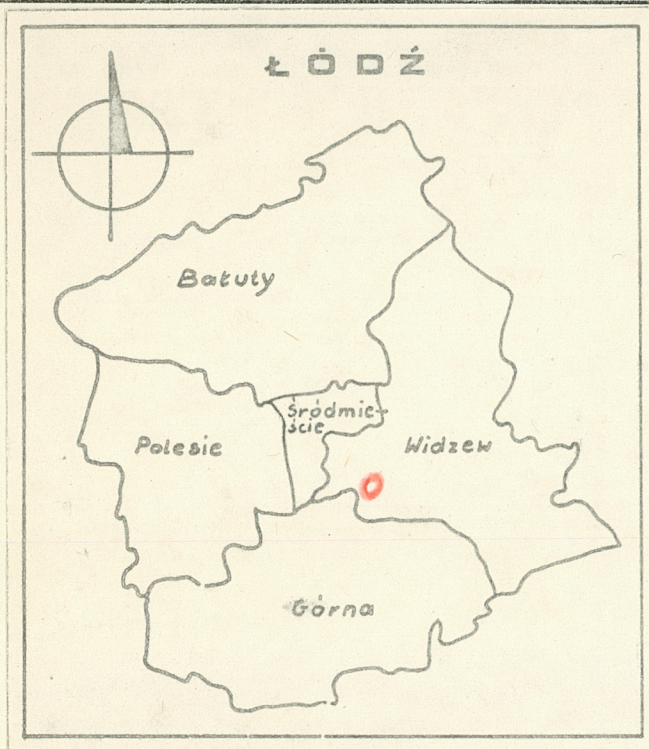 ŁÓDŹ
Bałuty
Śródmie-
ście
Polesie
Widzew
Górna